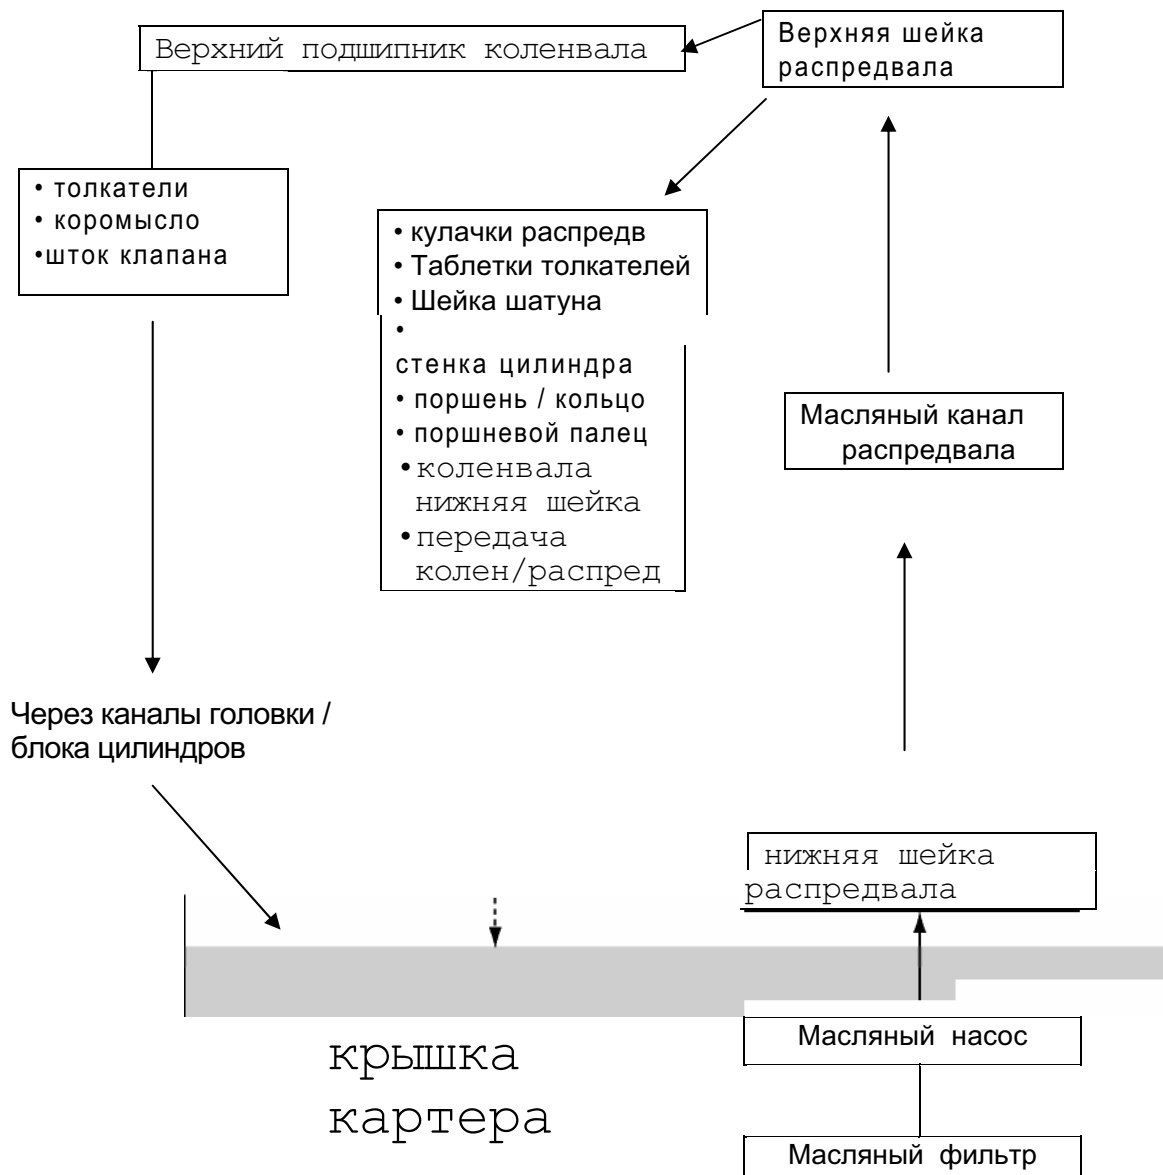 Верхний подшипник коленвала
Верхняя шейка
распредвала
• толкатели
• коромысло
•шток клапана
• кулачки распредв
• Таблетки толкателей
• Шейка шатуна
•
стенка цилиндра
• поршень / кольцо
• поршневой палец
•коленвала
нижняя шейка
•передача
колен/распред
Масляный канал
распредвала
Через каналы головки /
блока цилиндров
нижняя шейка
распредвала
крышка
картера
Масляный насос
Масляный фильтр